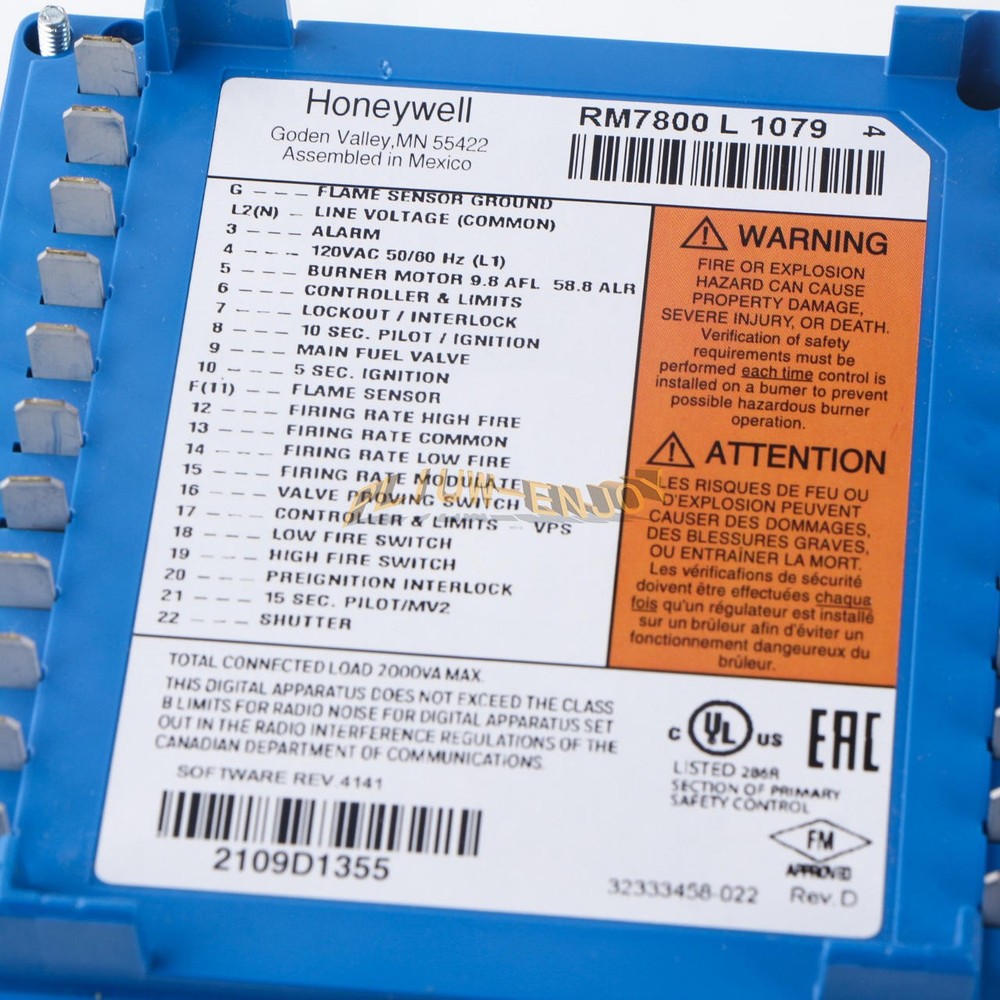 Honeywell
Goden Valley,MN 55422
Assembled in Mexico
RM7800 L 1079 4
G --- FLAME SENSOR GROUND
L2(N) - LINE VOLTAGE (COMMON)
3 --- ALARM
4 --- 120VAC 50/60 Hz (L1)
5 --- BURNER MOTOR 9.8 AFL 58.8 ALR
6 --- CONTROLLER & LIMITS
7 --- LOCKOUT / INTERLOCK
8 --- 10 SEC. PILOT / IGNITION
9 --- MAIN FUEL VALVE
10 --- 5 SEC. IGNITION
F(11) --- FLAME SENSOR
12 --- FIRING RATE HIGH FIRE
13 --- FIRING RATE COMMON
14 --- FIRING RATE LOW FIRE
15 --- FIRING RATE MODULATE
16 --- VALVE PROVING SWITCH
17 --- CONTROLLER & LIMITS - VPS
18 --- LOW FIRE SWITCH
19 --- HIGH FIRE SWITCH
20 --- PREIGNITION INTERLOCK
21 --- 15 SEC. PILOT/MV2
22 --- SHUTTER
WARNING
FIRE OR EXPLOSION
HAZARD CAN CAUSE
PROPERTY DAMAGE,
SEVERE INJURY, OR DEATH.
Verification of safety
requirements must be
performed each time control is
installed on a burner to prevent
possible hazardous burner
operation.
ATTENTION
LES RISQUES DE FEU OU
D'EXPLOSION PEUVENT
CAUSER DES DOMMAGES,
DES BLESSURES GRAVES,
OU ENTRAÎNER LA MORT.
Les vérifications de sécurité
doivent être effectuées chaque
fois qu'un régulateur est installé
sur un brûleur afin d'éviter un
fonctionnement dangeureux du
brûleur.
TOTAL CONNECTED LOAD 2000VA MAX.
THIS DIGITAL APPARATUS DOES NOT EXCEED THE CLASS
B LIMITS FOR RADIO NOISE FOR DIGITAL APPARATUS SET
OUT IN THE RADIO INTERFERENCE REGULATIONS OF THE
CANADIAN DEPARTMENT OF COMMUNICATIONS.
SOFTWARE REV.4141
2109D1355
C UL US
EAC
LISTED 286R
SECTION OF PRIMARY
SAFETY CONTROL
FM
APPROVED
32333458-022 Rev.D